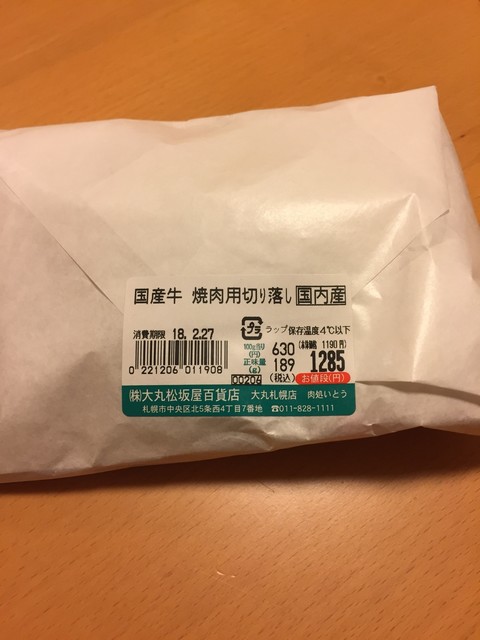 国産牛 焼肉用切り落し 国内産
消費期限 18. 2.27
プラ ラップ 保存温度4℃以下
0 221206 011908
100g当り(円) 630 (本体価格 1190円)
正味量(g) 189 (税込) 1285
00204 お値段(円)
㈱大丸松坂屋百貨店 大丸札幌店 肉処いとう
札幌市中央区北5条西4丁目7番地 ☎011-828-1111